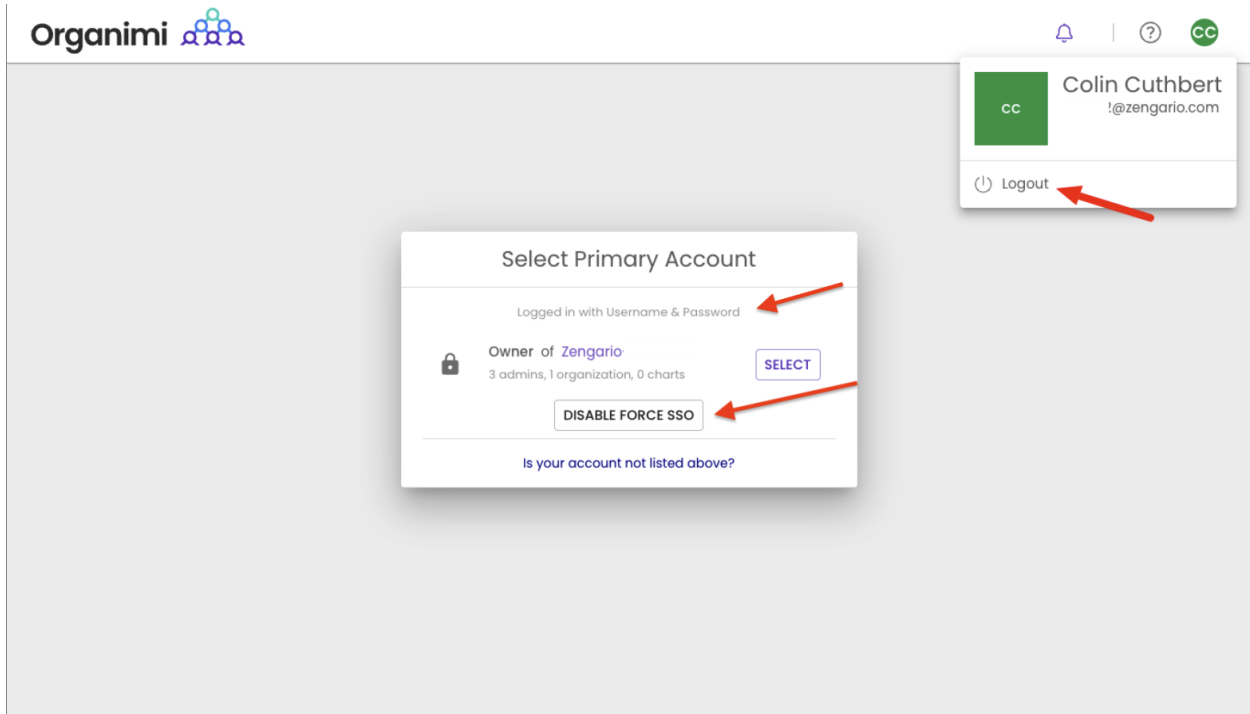 Organimi
CC
Colin Cuthbert
CC
@zengario.com
Logout
Select Primary Account
Logged in with Username & Password
Owner of Zengario
3 admins, 1 organization, 0 charts
SELECT
DISABLE FORCE SSO
Is your account not listed above?